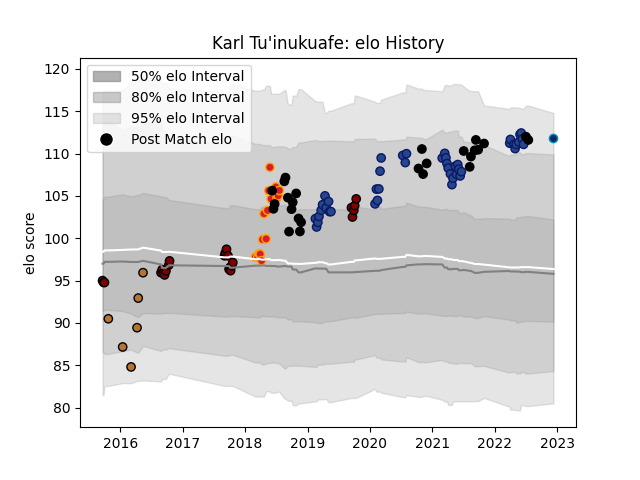 Karl Tu'inukuafe: elo History
50% elo Interval
80% elo Interval
95% elo Interval
Post Match elo
elo score
120
115
110
105
100
95
90
85
80
2016 2017 2018 2019 2020 2021 2022 2023